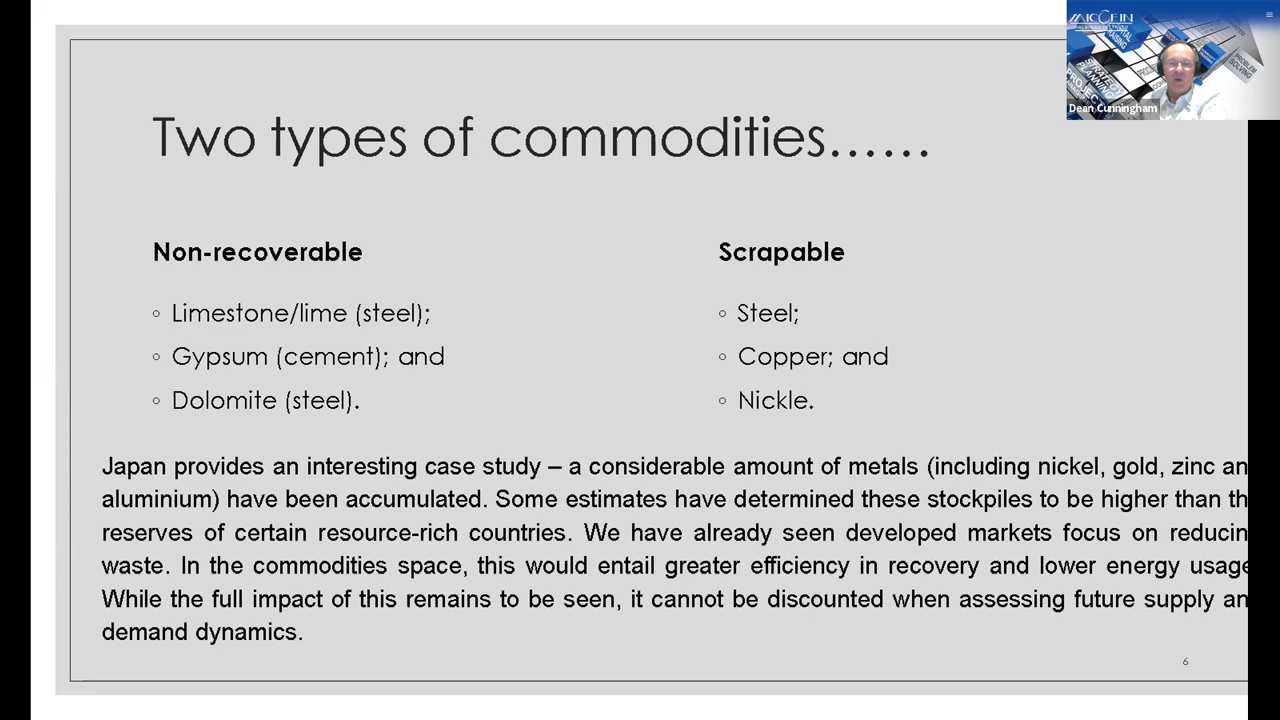 Two types of commodities……
Non-recoverable
◦ Limestone/lime (steel);
◦ Gypsum (cement); and
◦ Dolomite (steel).
Scrapable
◦ Steel;
◦ Copper; and
◦ Nickle.
Japan provides an interesting case study – a considerable amount of metals (including nickel, gold, zinc an
aluminium) have been accumulated. Some estimates have determined these stockpiles to be higher than th
reserves of certain resource-rich countries. We have already seen developed markets focus on reducin
waste. In the commodities space, this would entail greater efficiency in recovery and lower energy usage
While the full impact of this remains to be seen, it cannot be discounted when assessing future supply an
demand dynamics.
6
PROBLEM
SOLVING
STRATEGY
PLANNING
Dean Cunningham